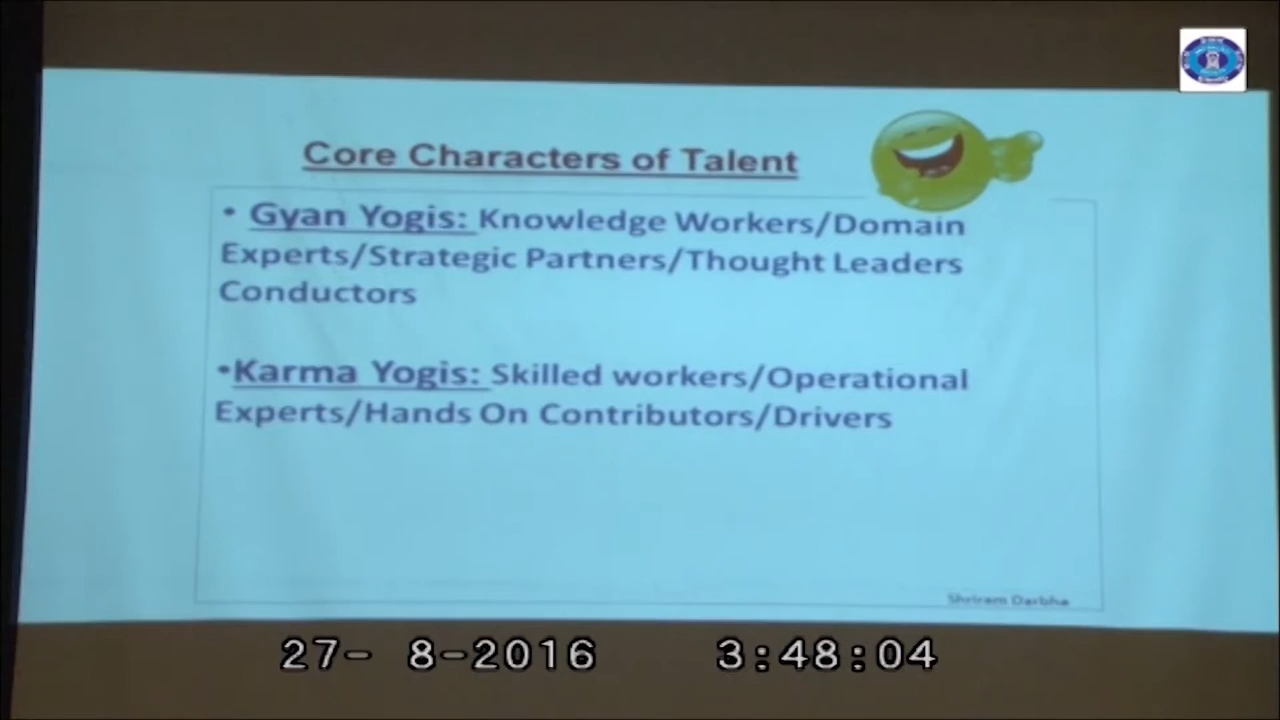 Core Characters of Talent
• Gyan Yogis: Knowledge Workers/Domain
Experts/Strategic Partners/Thought Leaders
Conductors
•Karma Yogis: Skilled workers/Operational
Experts/Hands On Contributors/Drivers
Shriram Darbha
27- 8-2016 3:48:04